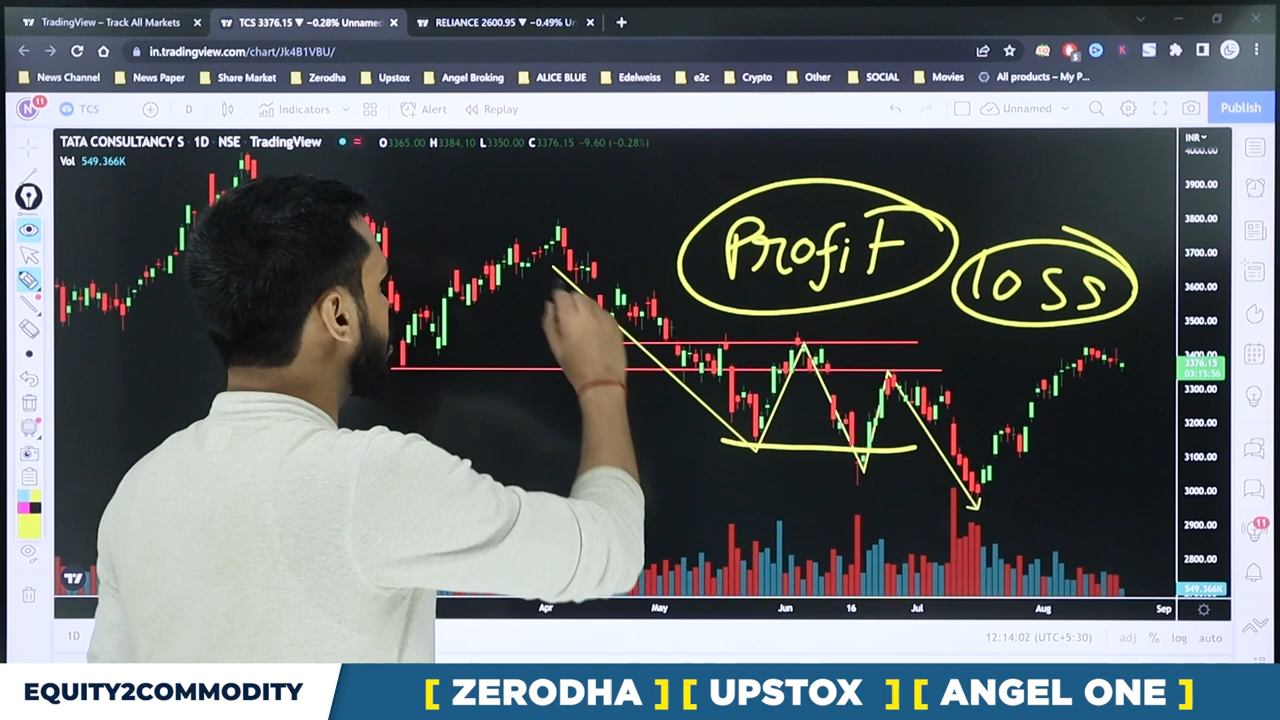 TradingView - Track All Markets
TCS 3376.15 ▼ −0.28% Unnamed
RELIANCE 2600.95 ▼ −0.49% Un
in.tradingview.com/chart/Jk4B1VBU/
News Channel
News Paper
Share Market
Zerodha
Upstox
Angel Broking
ALICE BLUE
Edelweiss
e2c
Crypto
Other
SOCIAL
Movies
All products – My P...
N
11
TCS
D
Indicators
Alert
Replay
Unnamed
Publish
TATA CONSULTANCY S · 1D · NSE · TradingView
O3365.00 H3384.10 L3350.00 C3376.15 −9.60 (−0.28%)
Vol 549.366K
INR
4000.00
3900.00
3800.00
3700.00
3600.00
3500.00
3400.00
3376.15
03:15:56
3300.00
3200.00
3100.00
3000.00
2900.00
2800.00
549.366K
Profit
loss
11
Apr
May
Jun
16
Jul
Aug
Sep
1D
12:14:02 (UTC+5:30)
adj
%
log
auto
EQUITY2COMMODITY
[ ZERODHA ] [ UPSTOX ] [ ANGEL ONE ]